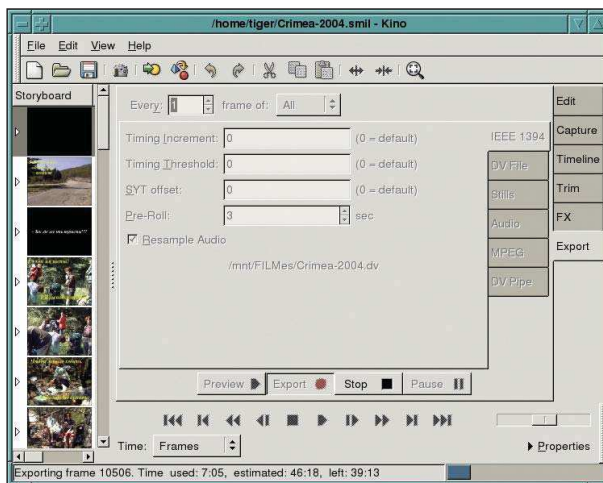 /home/tiger/Crimea-2004.smil - Kino
File Edit View Help
Storyboard
Every: 1 frame of: All
Timing Increment: 0 (0 = default)
Timing Threshold: 0 (0 = default)
SYT offset: 0 (0 = default)
Pre-Roll: 3 sec
Resample Audio
/mnt/FILMes/Crimea-2004.dv
IEEE 1394
DV File
Stills
Audio
MPEG
DV Pipe
Edit
Capture
Timeline
Trim
FX
Export
Preview Export Stop Pause
Time: Frames
Properties
Exporting frame 10506. Time used: 7:05, estimated: 46:18, left: 39:13